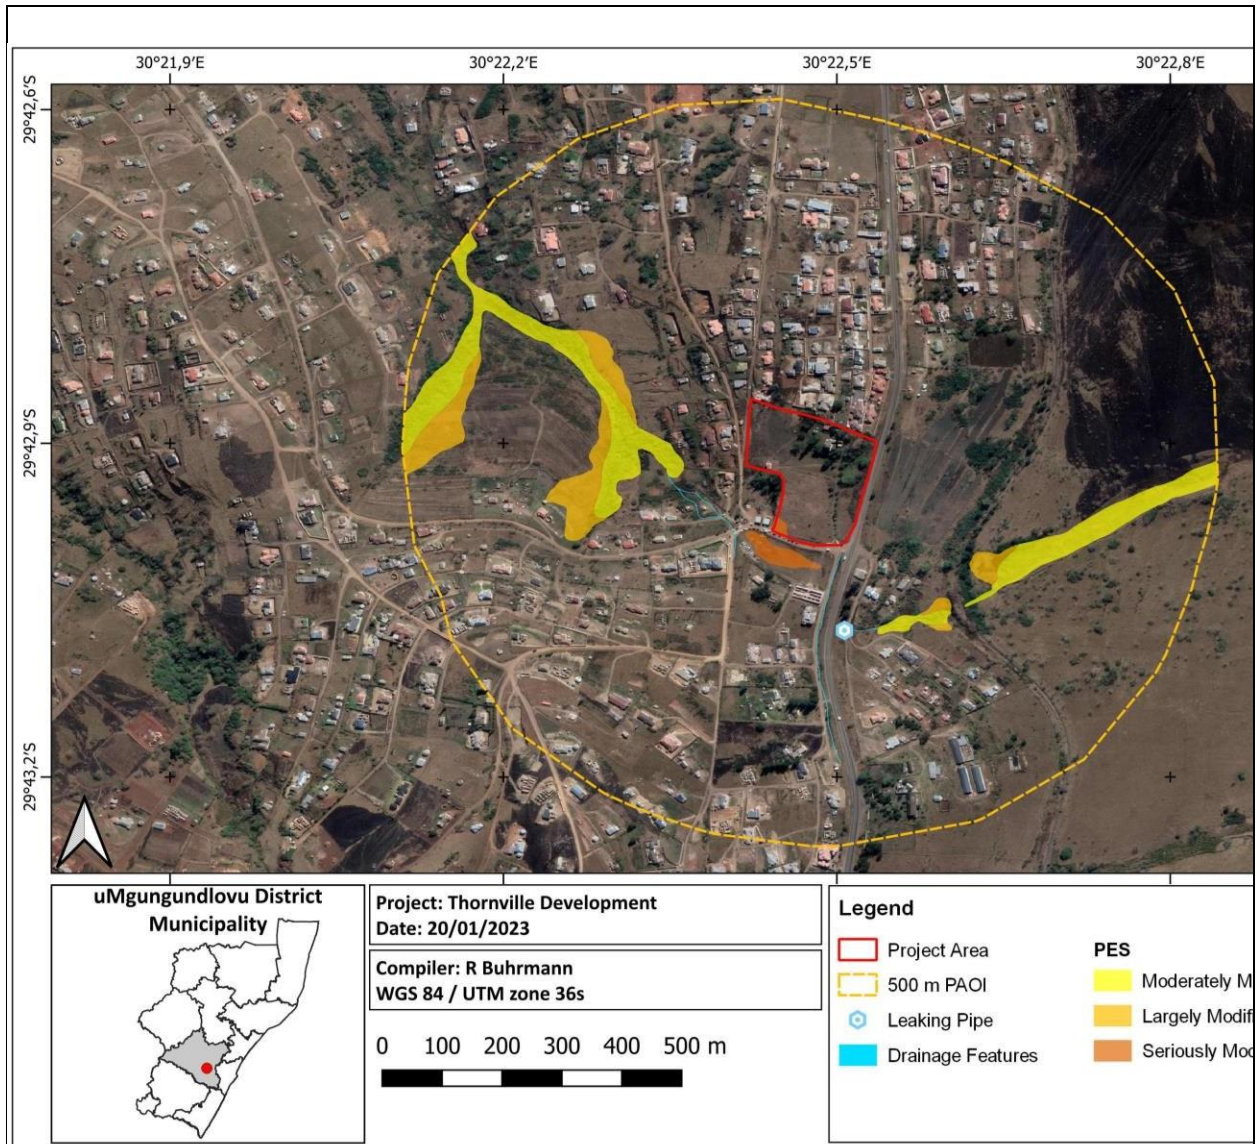 30°21,9'E 30°22,2'E 30°22,5'E 30°22,8'E
29°42,6'S
29°42,9'S
29°43,2'S
uMgungundlovu District
Municipality
Project: Thornville Development
Date: 20/01/2023
Compiler: R Buhrmann
WGS 84 / UTM zone 36s
0 100 200 300 400 500 m
Legend
Project Area
500 m PAOI
Leaking Pipe
Drainage Features
PES
Moderately M
Largely Modif
Seriously Mod